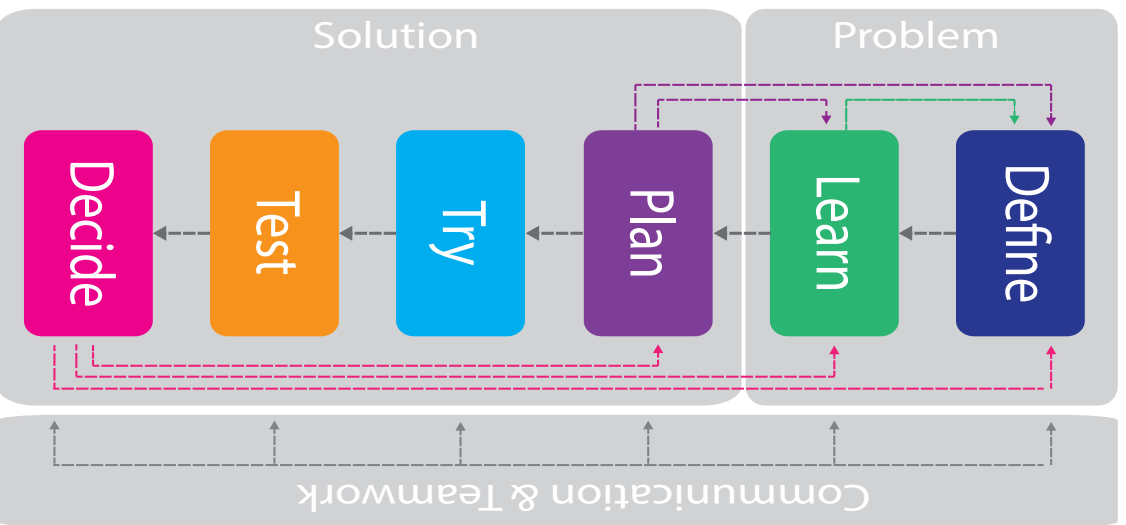 Solution
Problem
Decide
Test
Try
Plan
Learn
Define
Communication & Teamwork